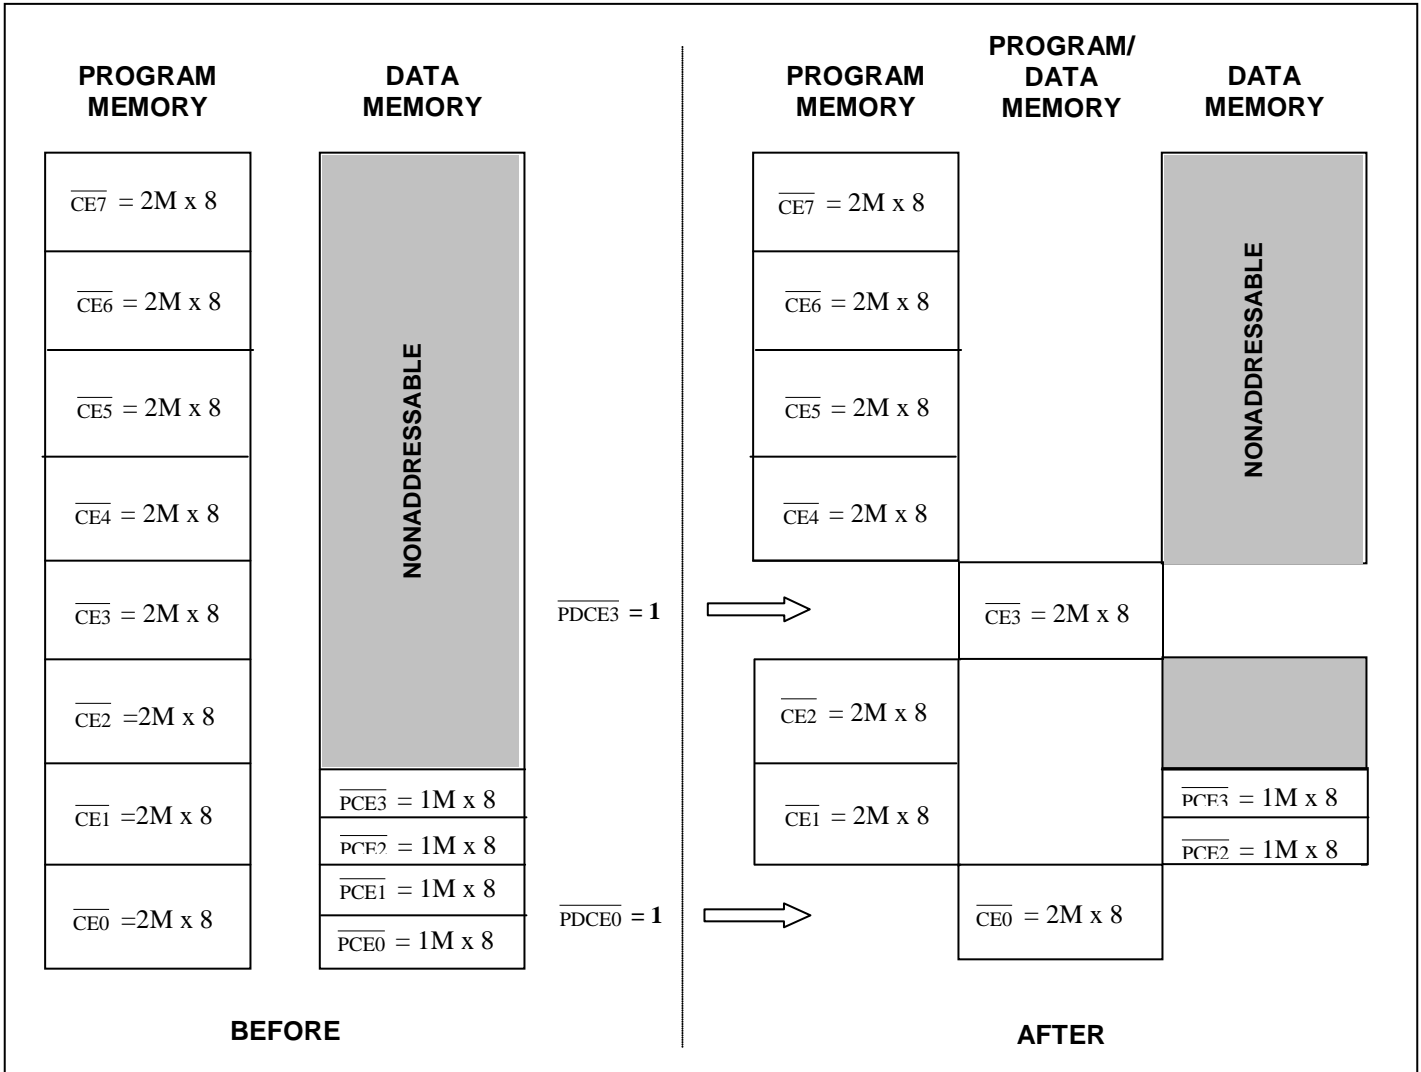 PROGRAM
MEMORY
DATA
MEMORY
CE7 = 2M x 8
CE6 = 2M x 8
CE5 = 2M x 8
CE4 = 2M x 8
CE3 = 2M x 8
CE2 =2M x 8
CE1 =2M x 8
CE0 =2M x 8
NONADDRESSABLE
PCE3 = 1M x 8
PCE2 = 1M x 8
PCE1 = 1M x 8
PCE0 = 1M x 8
BEFORE
PDCE3 = 1
PDCE0 = 1
PROGRAM
MEMORY
PROGRAM/
DATA
MEMORY
DATA
MEMORY
CE7 = 2M x 8
CE6 = 2M x 8
CE5 = 2M x 8
CE4 = 2M x 8
CE2 = 2M x 8
CE1 = 2M x 8
CE3 = 2M x 8
CE0 = 2M x 8
NONADDRESSABLE
PCE3 = 1M x 8
PCE2 = 1M x 8
AFTER